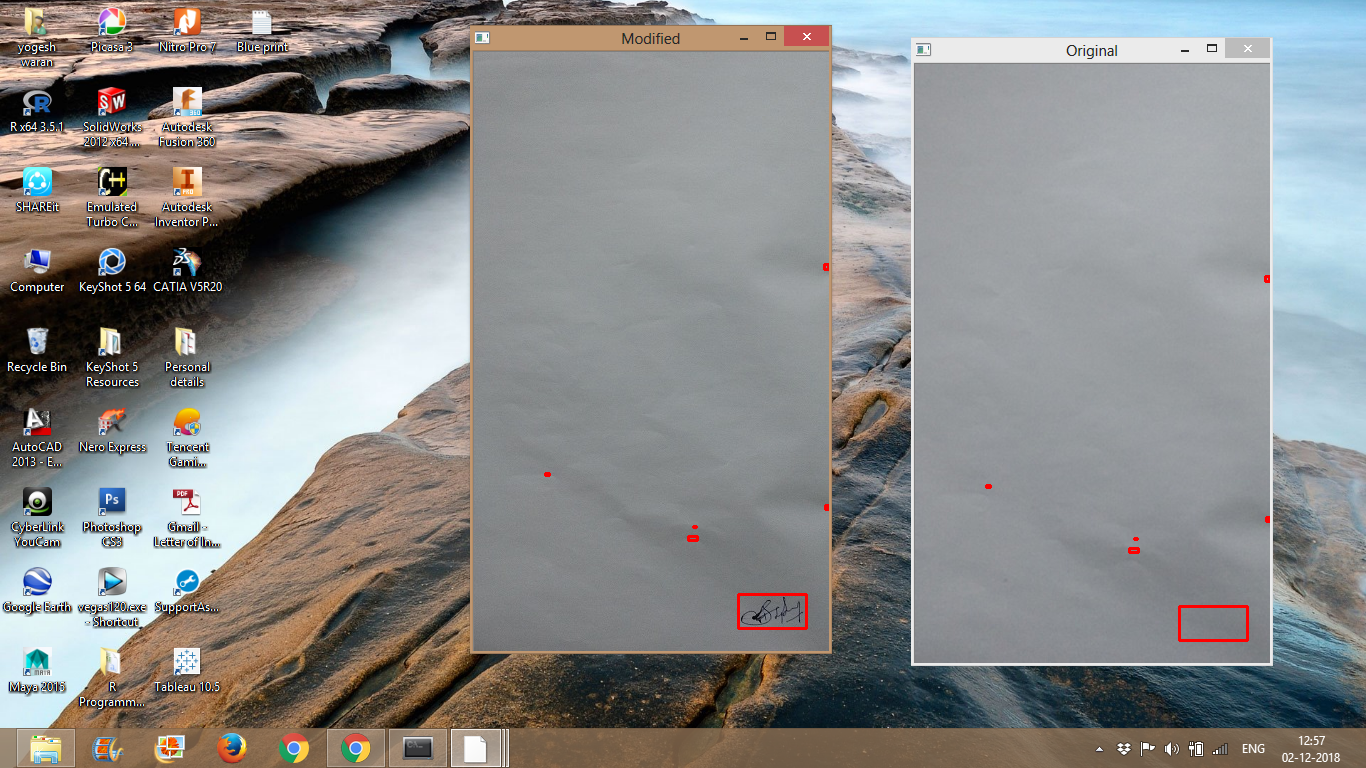 yogesh
waran
Picasa 3
Nitro Pro 7
Blue print
R x64 3.5.1
SolidWorks
2012 x64....
Autodesk
Fusion 360
SHAREit
Emulated
Turbo C...
Autodesk
Inventor P...
Computer
KeyShot 5 64
CATIA V5R20
Recycle Bin
KeyShot 5
Resources
Personal
details
AutoCAD
2013 - E...
Nero Express
Tencent
Gami...
CyberLink
YouCam
Photoshop
CS3
Gmail -
Letter of In...
Google Earth
vegas120.exe
- Shortcut
SupportAs...
Maya 2015
R
Programm...
Tableau 10.5
Modified
Original
ENG
12:57
02-12-2018